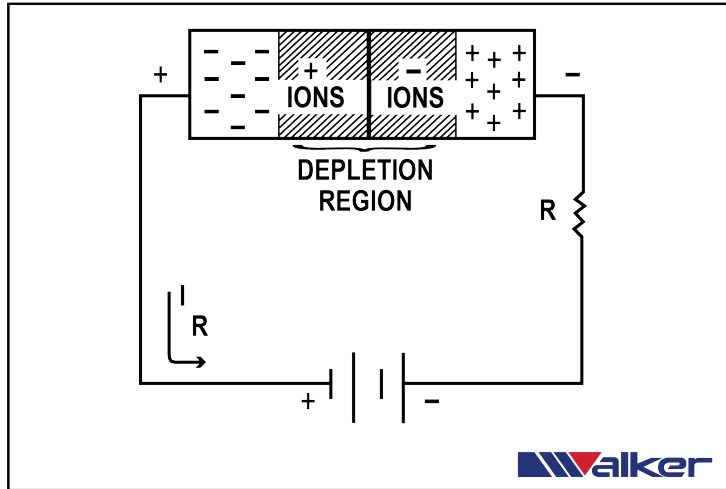 + −
+ −
IONS IONS
DEPLETION
REGION
R
I
R
+ −
Walker